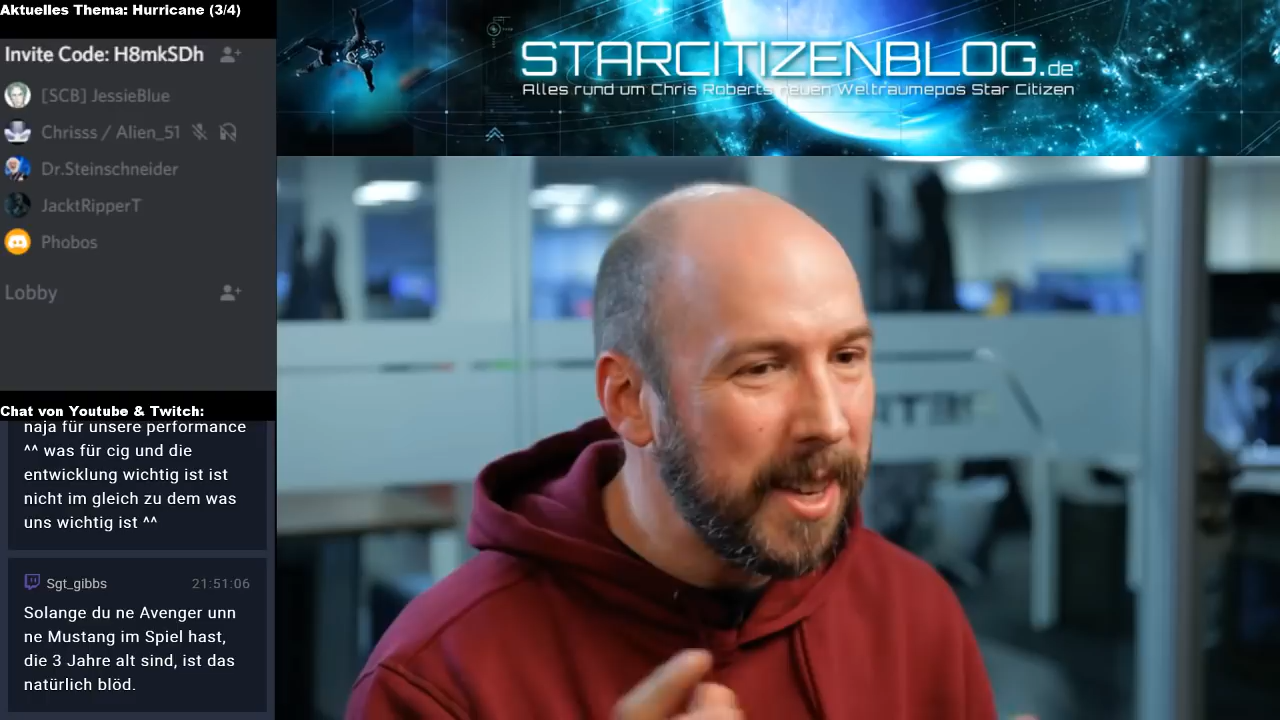 Aktuelles Thema: Hurricane (3/4)
Invite Code: H8mkSDh
[SCB] JessieBlue
Chrisss / Alien_51
Dr.Steinschneider
JacktRipperT
Phobos
Lobby
Chat von Youtube & Twitch:
naja für unsere performance
^^ was für cig und die
entwicklung wichtig ist ist
nicht im gleich zu dem was
uns wichtig ist ^^
Sgt_gibbs 21:51:06
Solange du ne Avenger unn
ne Mustang im Spiel hast,
die 3 Jahre alt sind, ist das
natürlich blöd.
STARCITIZENBLOG.de
Alles rund um Chris Roberts neuen Weltraumepos Star Citizen